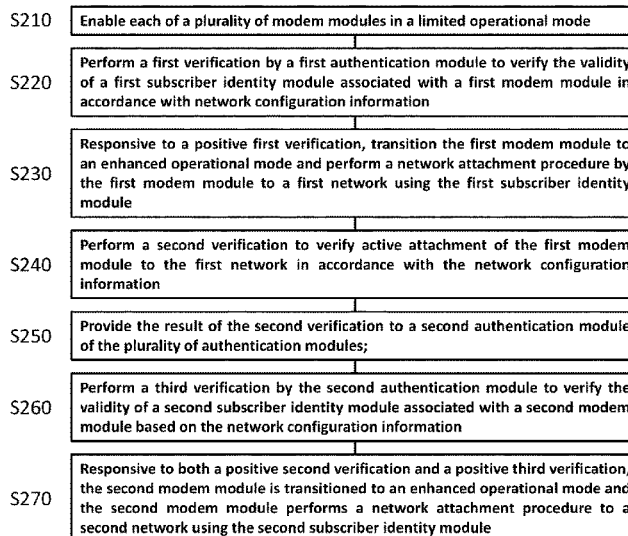 S210
Enable each of a plurality of modem modules in a limited operational mode
S220
Perform a first verification by a first authentication module to verify the validity
of a first subscriber identity module associated with a first modem module in
accordance with network configuration information
S230
Responsive to a positive first verification, transition the first modem module to
an enhanced operational mode and perform a network attachment procedure by
the first modem module to a first network using the first subscriber identity
module
S240
Perform a second verification to verify active attachment of the first modem
module to the first network in accordance with the network configuration
information
S250
Provide the result of the second verification to a second authentication module
of the plurality of authentication modules;
S260
Perform a third verification by the second authentication module to verify the
validity of a second subscriber identity module associated with a second modem
module based on the network configuration information
S270
Responsive to both a positive second verification and a positive third verification,
the second modem module is transitioned to an enhanced operational mode and
the second modem module performs a network attachment procedure to a
second network using the second subscriber identity module